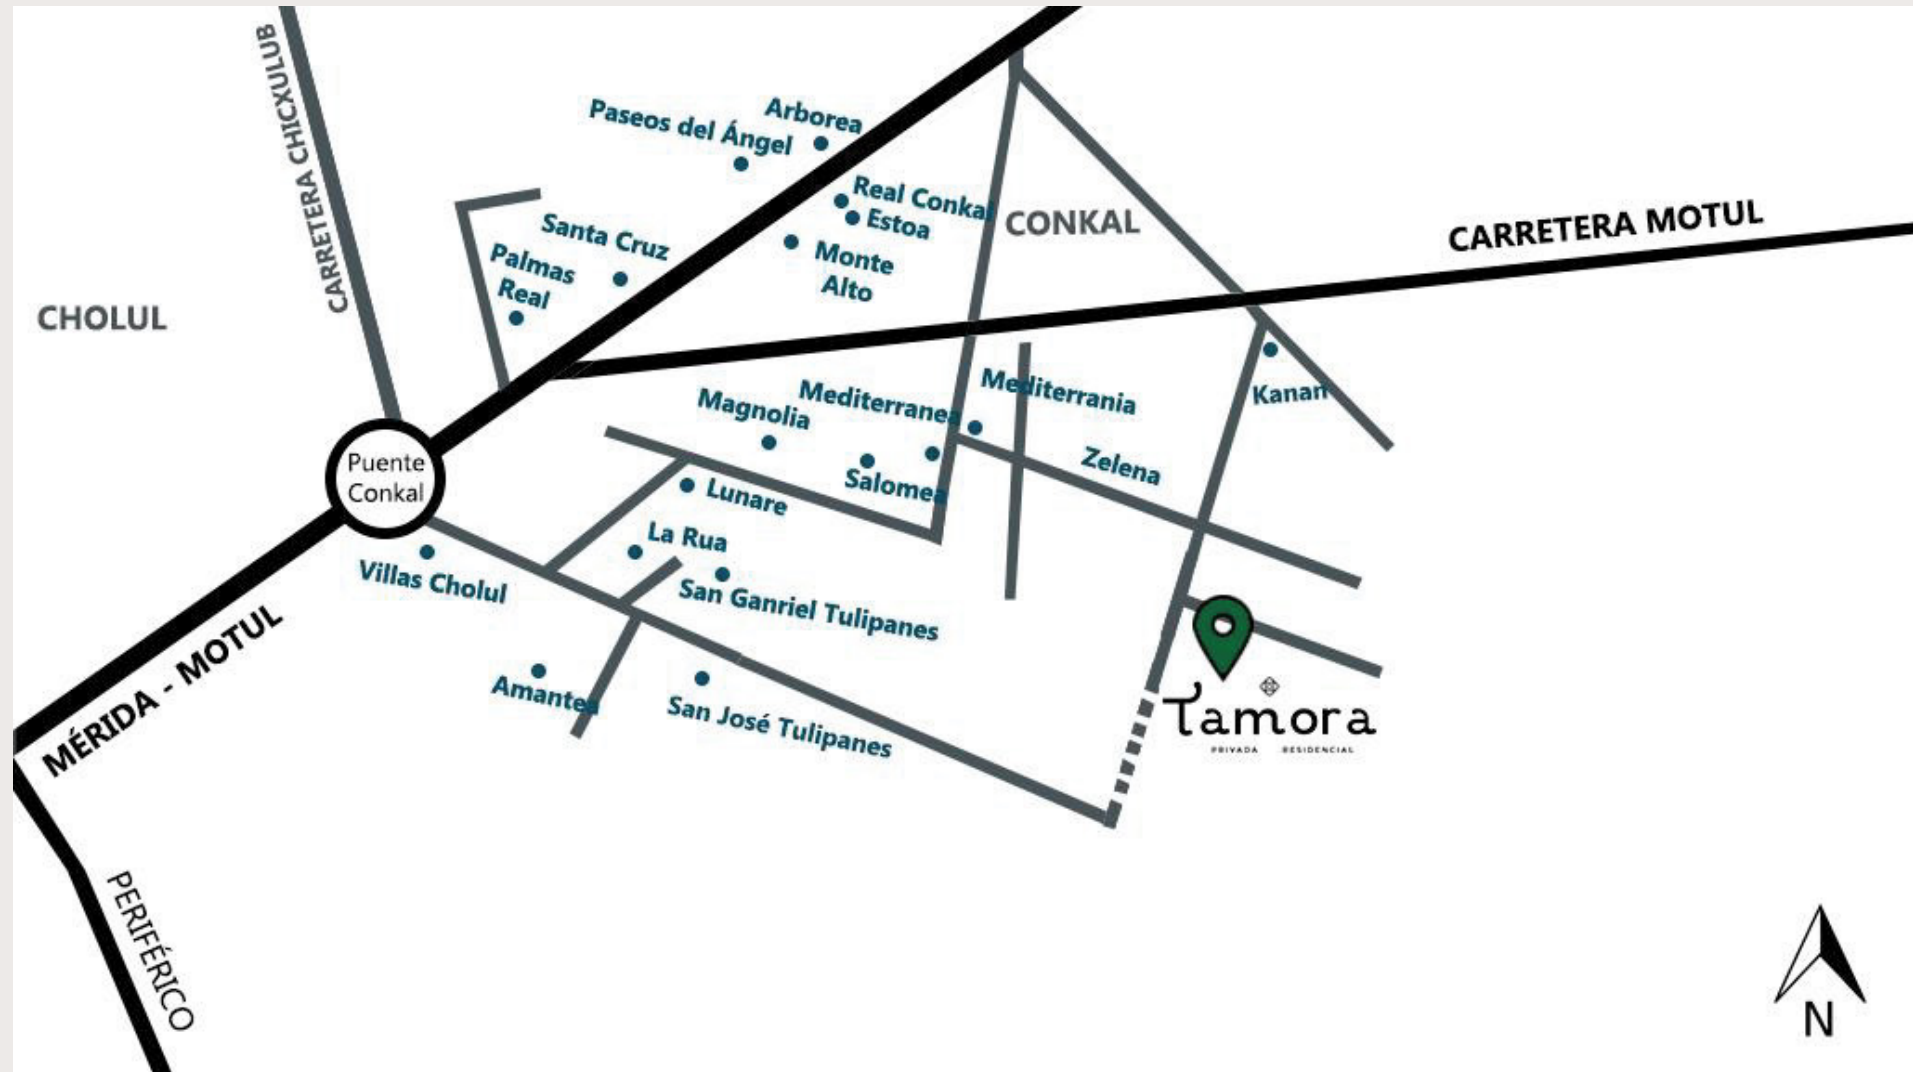 CARRETERA CHICXULUB
Arborea
Paseos del Ángel
Real Conkal
Estoa
CONKAL
CARRETERA MOTUL
Santa Cruz
Monte
Alto
Palmas
Real
CHOLUL
Mediterrania
Mediterranea
Kanan
Magnolia
Puente
Conkal
Zelena
Salomea
Lunare
La Rua
Villas Cholul
San Ganriel Tulipanes
MÉRIDA - MOTUL
Amantea
San José Tulipanes
Tamora
PRIVADA RESIDENCIAL
PERIFÉRICO
N